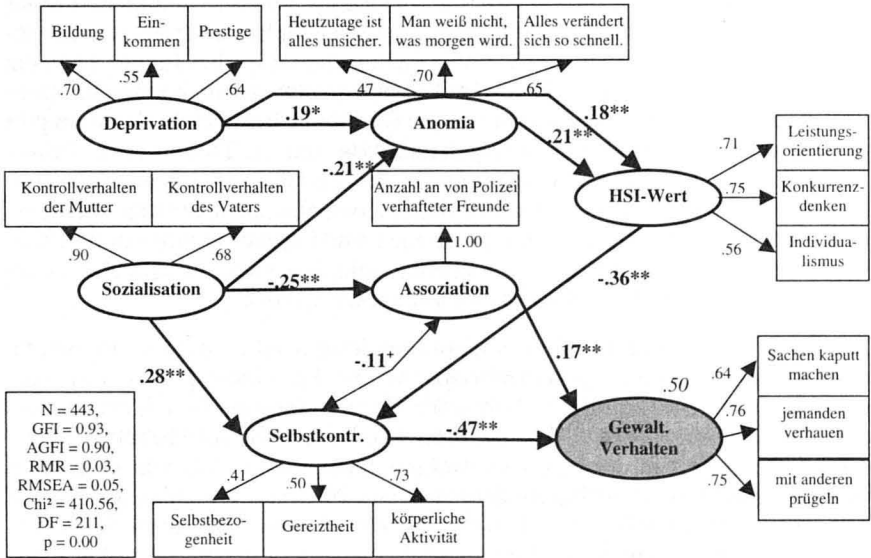 Bildung
Ein-
kommen
Prestige
Heutzutage ist
alles unsicher.
Man weiß nicht,
was morgen wird.
Alles verändert
sich so schnell.
.70
.55
.64
.47
.70
.65
Deprivation
.19*
Anomia
.18**
.21**
-.21**
Kontrollverhalten
der Mutter
Kontrollverhalten
des Vaters
Anzahl an von Polizei
verhafteter Freunde
HSI-Wert
.71
.75
.56
Leistungs-
orientierung
Konkurrenz-
denken
Individua-
lismus
.90
.68
1.00
Sozialisation
-.25**
Assoziation
-.36**
.28**
-.11⁺
.17**
.50
Selbstkontr.
-.47**
Gewalt.
Verhalten
.64
.76
.75
Sachen kaputt
machen
jemanden
verhauen
mit anderen
prügeln
N = 443,
GFI = 0.93,
AGFI = 0.90,
RMR = 0.03,
RMSEA = 0.05,
Chi² = 410.56,
DF = 211,
p = 0.00
.41
.50
.73
Selbstbezo-
genheit
Gereiztheit
körperliche
Aktivität